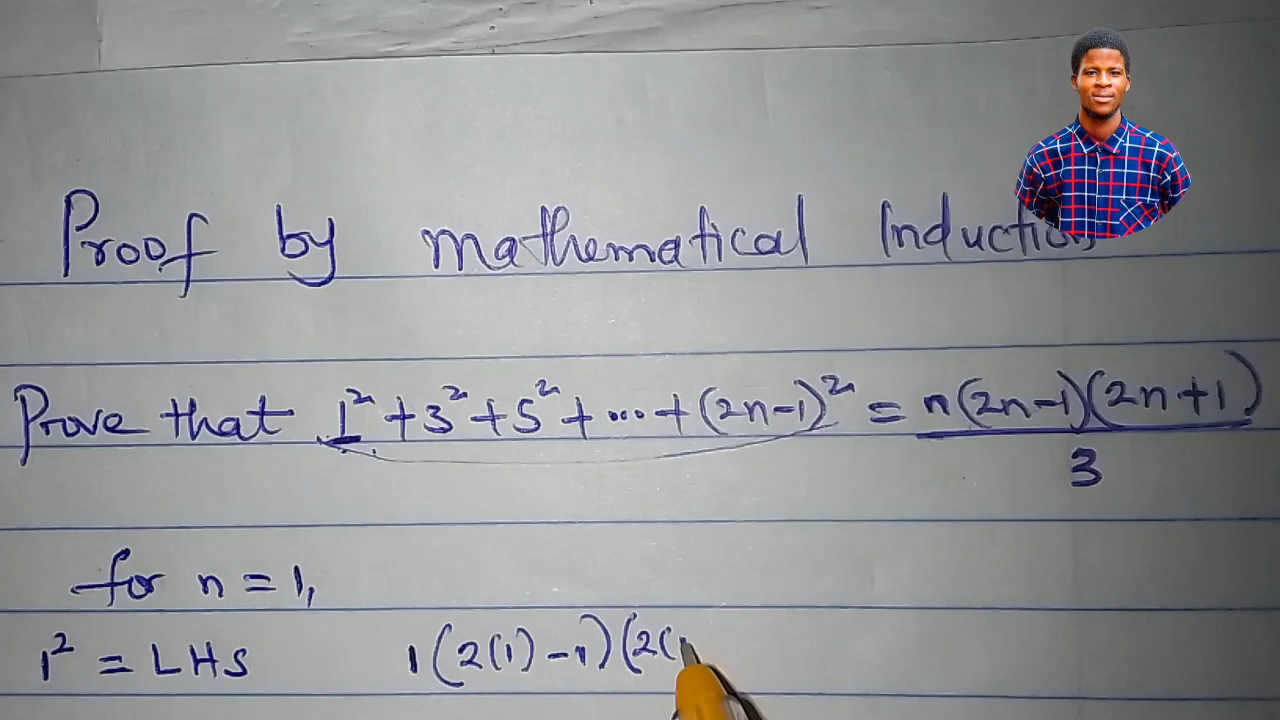 Proof by mathematical Induction
Prove that 1² + 3² + 5² + ... + (2n-1)² = n(2n-1)(2n+1)
3
for n = 1,
1² = LHS 1(2(1)-1)(2(